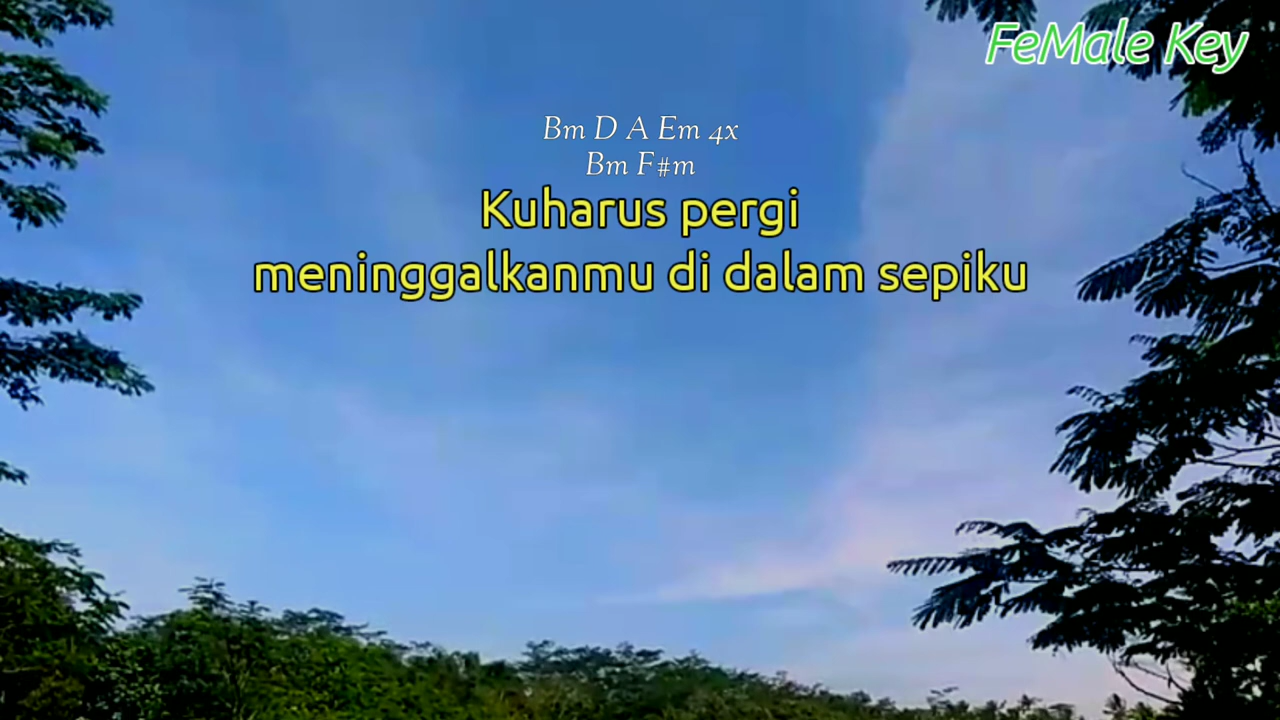 FeMale Key
Bm D A Em 4x
Bm F#m
Kuharus pergi
meninggalkanmu di dalam sepiku